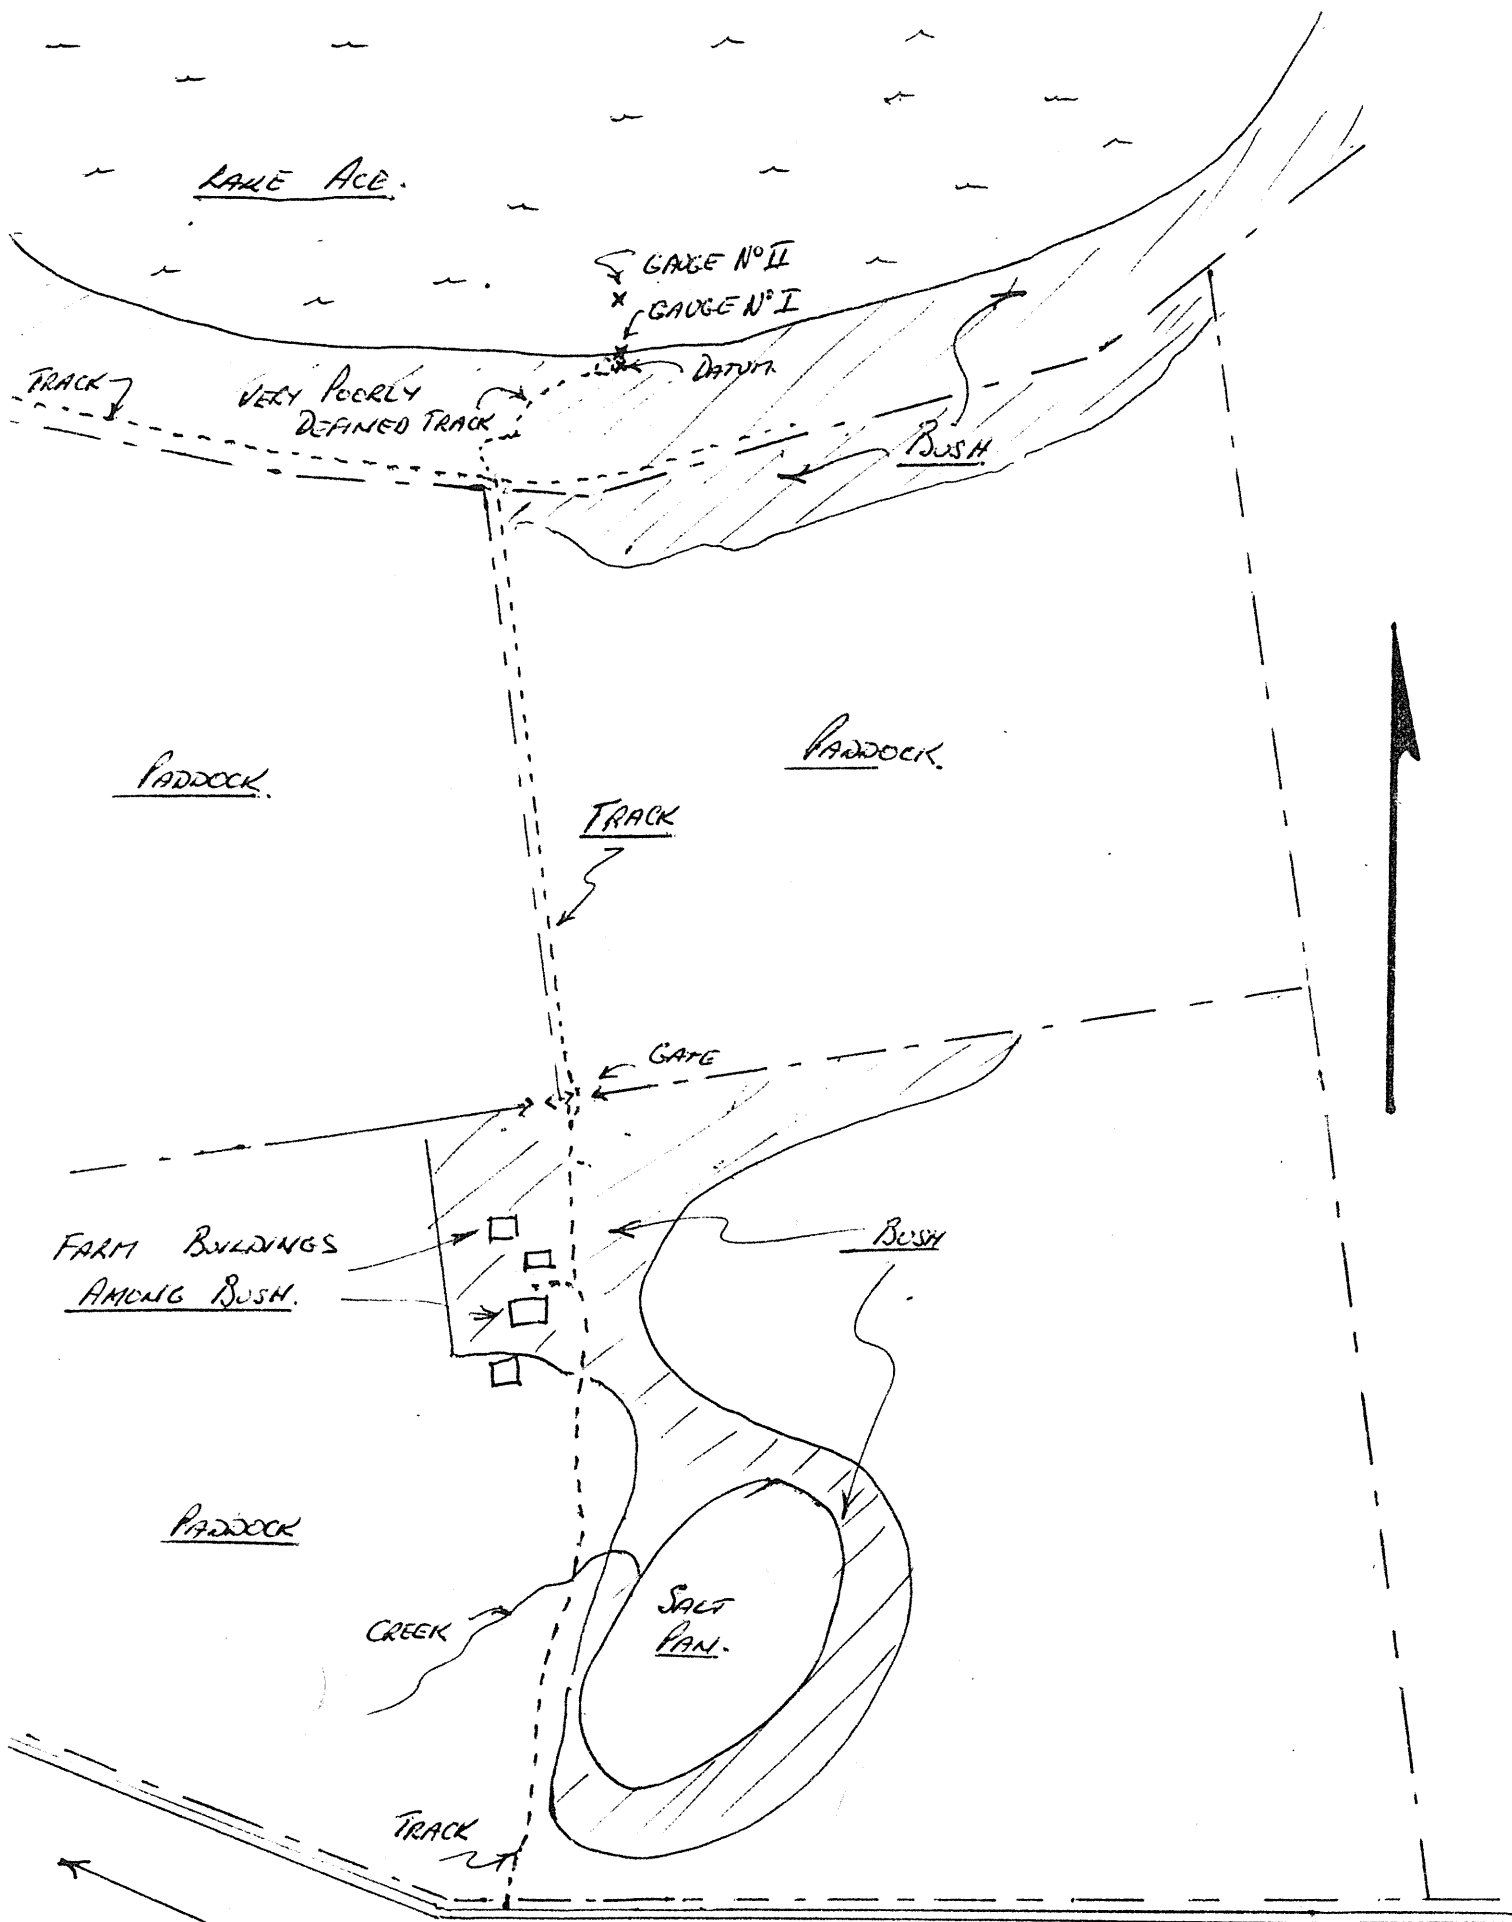 LAKE ACE.
GAUGE Nº II
GAUGE Nº I
DATUM.
TRACK
VERY POORLY
DEFINED TRACK
BUSH
PADDOCK.
PADDOCK.
TRACK
GATE
FARM BUILDINGS
AMONG BUSH.
BUSH
PADDOCK
CREEK
SALT
PAN.
TRACK